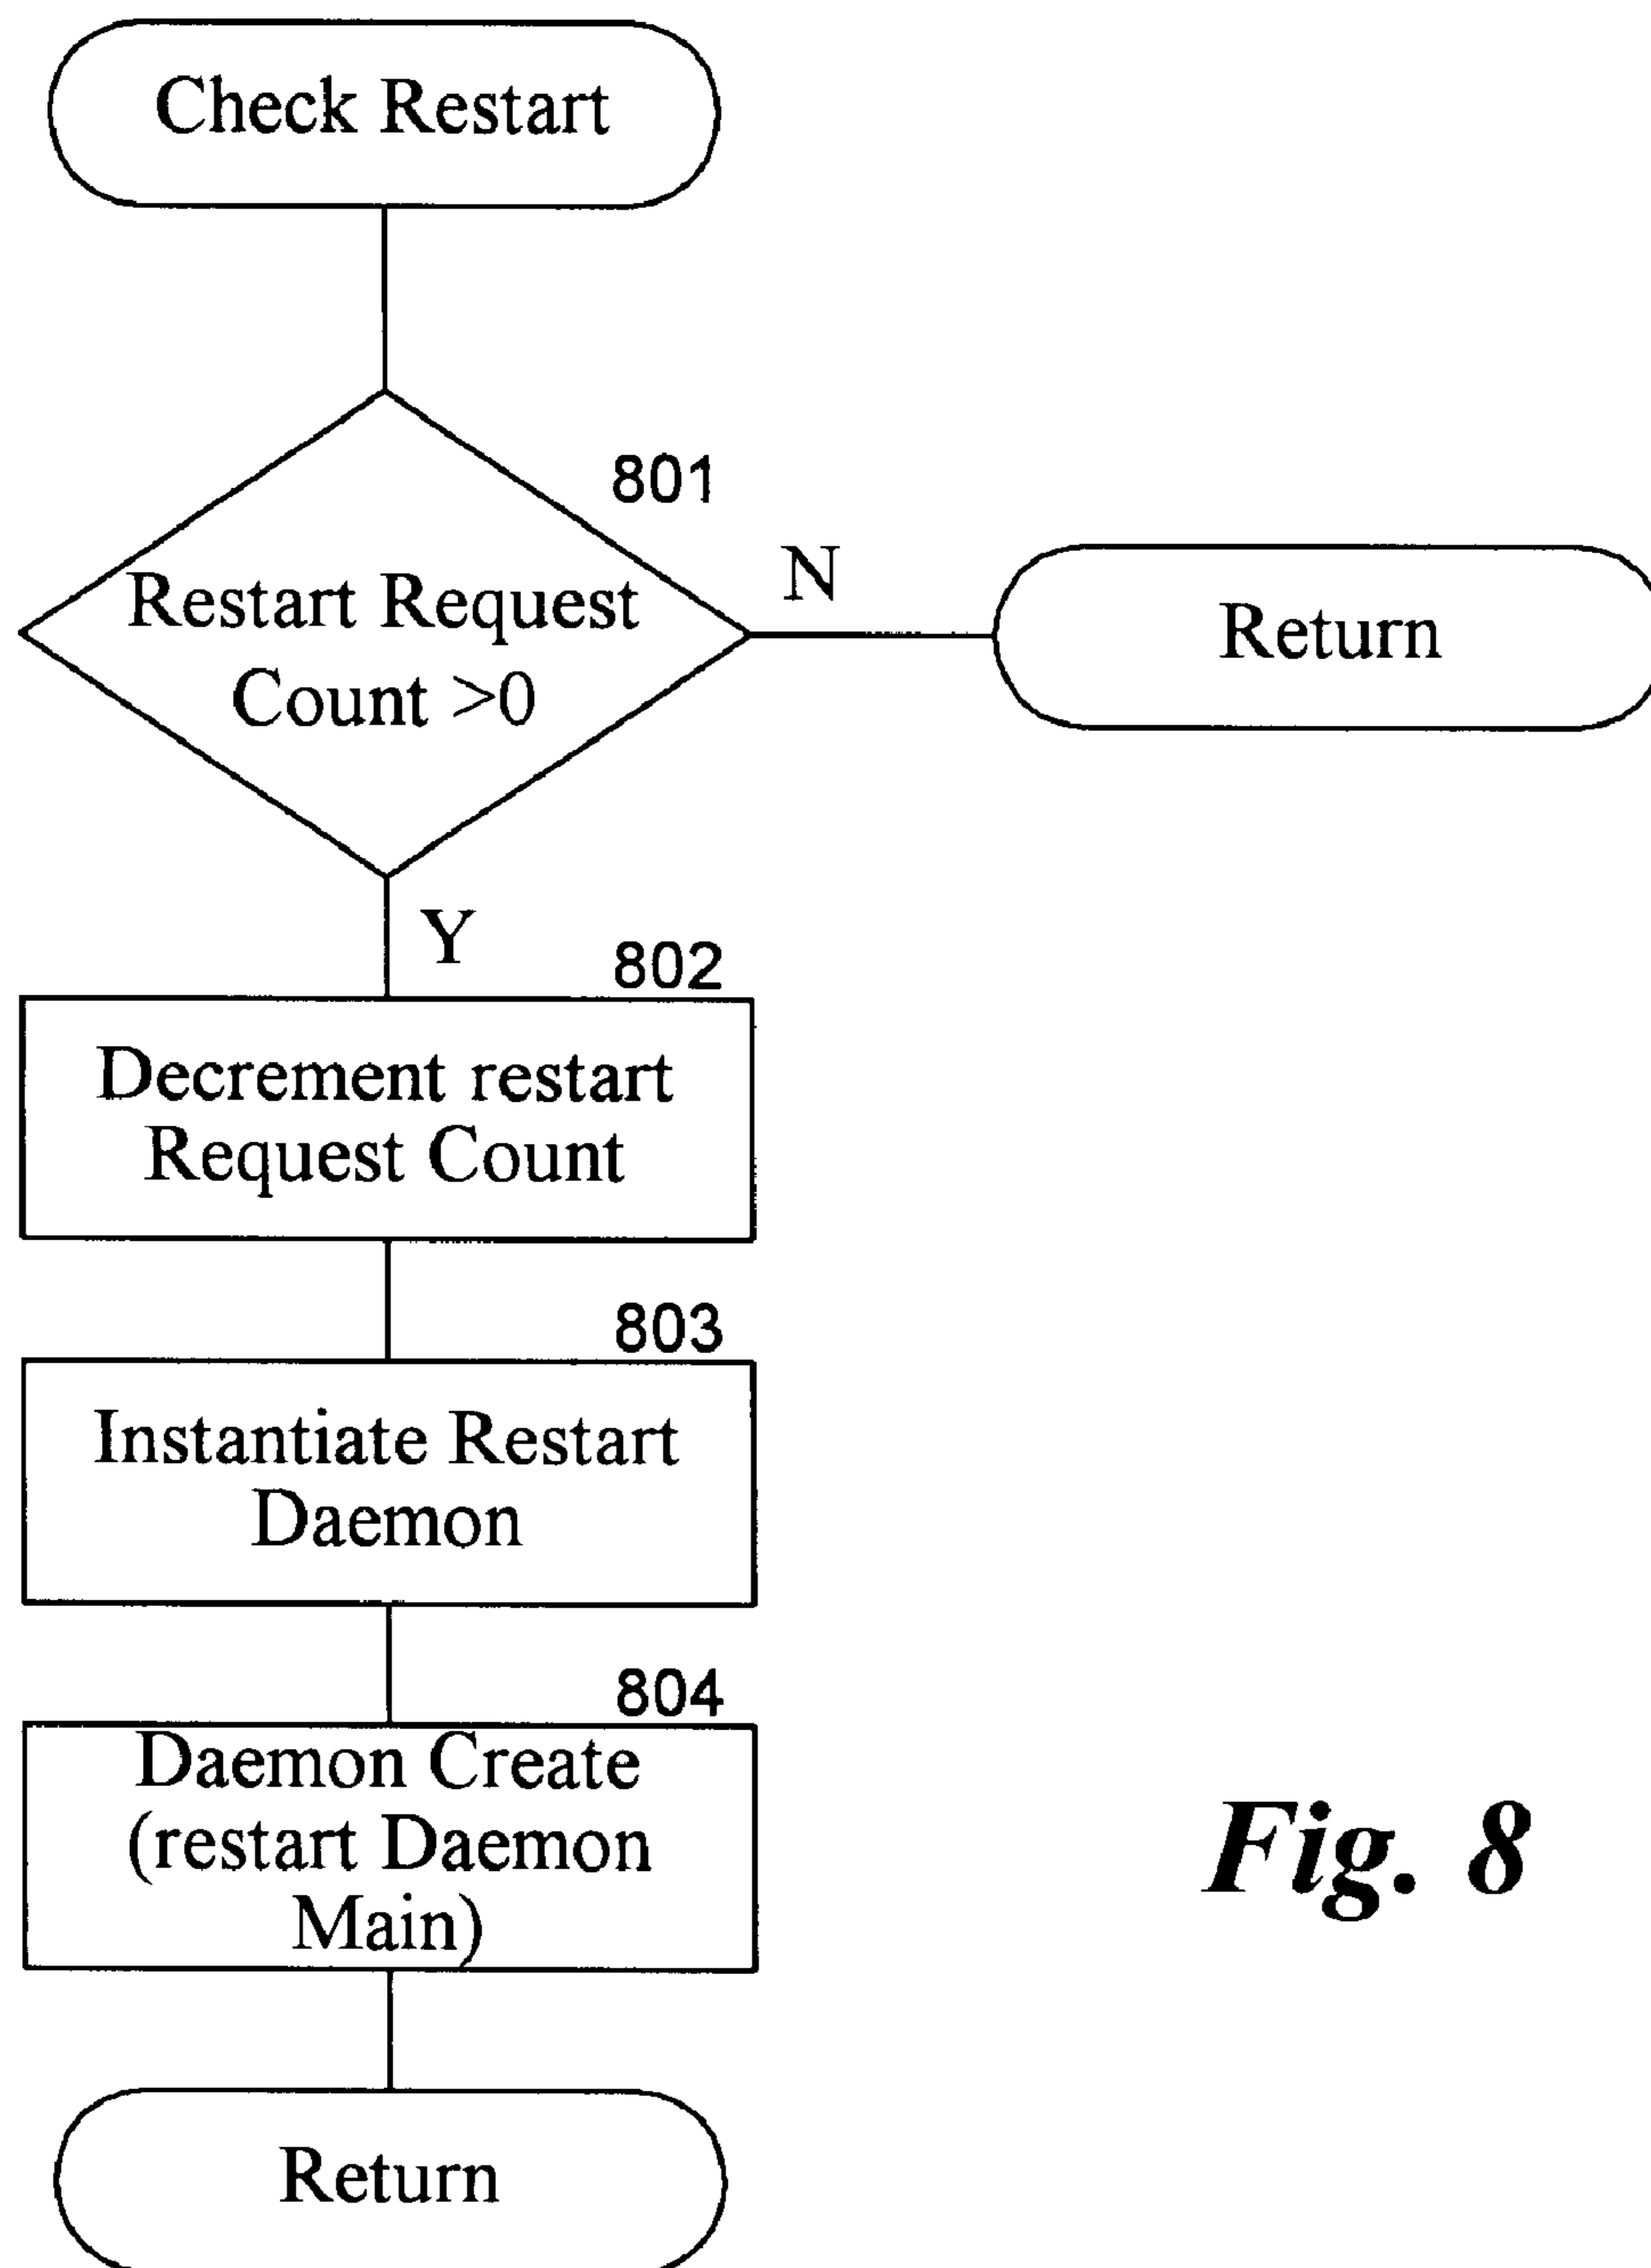 Check Restart
801
Restart Request
Count >0
N
Return
Y
802
Decrement restart
Request Count
803
Instantiate Restart
Daemon
804
Daemon Create
(restart Daemon
Main)
Return
Fig. 8